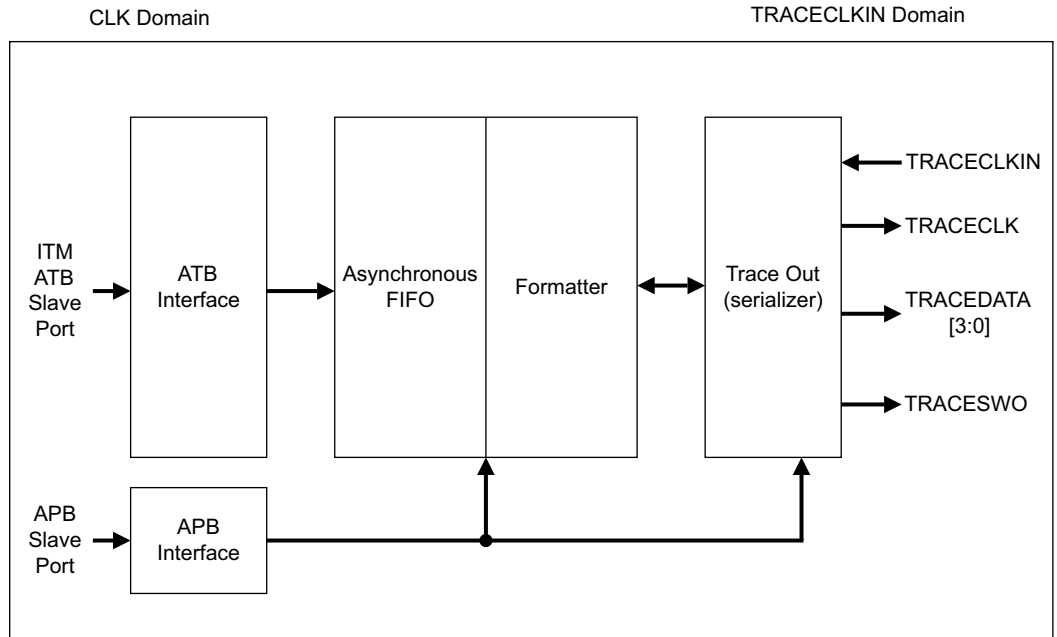 CLK Domain
TRACECLKIN Domain
ITM
ATB
Slave
Port
ATB
Interface
Asynchronous
FIFO
Formatter
Trace Out
(serializer)
TRACECLKIN
TRACECLK
TRACEDATA
[3:0]
TRACESWO
APB
Slave
Port
APB
Interface